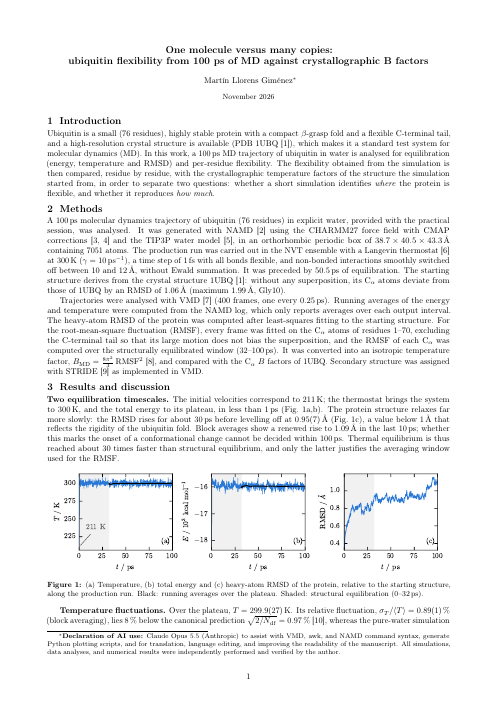 One molecule versus many copies:
ubiquitin flexibility from 100 ps of MD against crystallographic B factors
Martín Llorens Giménez*
November 2026
1 Introduction
Ubiquitin is a small (76 residues), highly stable protein with a compact β-grasp fold and a flexible C-terminal tail,
and a high-resolution crystal structure is available (PDB 1UBQ [1]), which makes it a standard test system for
molecular dynamics (MD). In this work, a 100 ps MD trajectory of ubiquitin in water is analysed for equilibration
(energy, temperature and RMSD) and per-residue flexibility. The flexibility obtained from the simulation is
then compared, residue by residue, with the crystallographic temperature factors of the structure the simulation
started from, in order to separate two questions: whether a short simulation identifies where the protein is
flexible, and whether it reproduces how much.
2 Methods
A 100 ps molecular dynamics trajectory of ubiquitin (76 residues) in explicit water, provided with the practical
session, was analysed. It was generated with NAMD [2] using the CHARMM27 force field with CMAP
corrections [3, 4] and the TIP3P water model [5], in an orthorhombic periodic box of 38.7 × 40.5 × 43.3 Å
containing 7051 atoms. The production run was carried out in the NVT ensemble with a Langevin thermostat [6]
at 300 K (γ = 10 ps⁻¹), a time step of 1 fs with all bonds flexible, and non-bonded interactions smoothly switched
off between 10 and 12 Å, without Ewald summation. It was preceded by 50.5 ps of equilibration. The starting
structure derives from the crystal structure 1UBQ [1]: without any superposition, its Cα atoms deviate from
those of 1UBQ by an RMSD of 1.06 Å (maximum 1.99 Å, Gly10).
Trajectories were analysed with VMD [7] (400 frames, one every 0.25 ps). Running averages of the energy
and temperature were computed from the NAMD log, which only reports averages over each output interval.
The heavy-atom RMSD of the protein was computed after least-squares fitting to the starting structure. For
the root-mean-square fluctuation (RMSF), every frame was fitted on the Cα atoms of residues 1–70, excluding
the C-terminal tail so that its large motion does not bias the superposition, and the RMSF of each Cα was
computed over the structurally equilibrated window (32–100 ps). It was converted into an isotropic temperature
factor, B_MD = 8π²/3 RMSF² [8], and compared with the Cα B factors of 1UBQ. Secondary structure was assigned
with STRIDE [9] as implemented in VMD.
3 Results and discussion
Two equilibration timescales. The initial velocities correspond to 211 K; the thermostat brings the system
to 300 K, and the total energy to its plateau, in less than 1 ps (Fig. 1a,b). The protein structure relaxes far
more slowly: the RMSD rises for about 30 ps before levelling off at 0.95(7) Å (Fig. 1c), a value below 1 Å that
reflects the rigidity of the ubiquitin fold. Block averages show a renewed rise to 1.09 Å in the last 10 ps; whether
this marks the onset of a conformational change cannot be decided within 100 ps. Thermal equilibrium is thus
reached about 30 times faster than structural equilibrium, and only the latter justifies the averaging window
used for the RMSF.
T / K
300
275
250
225
211 K
(a)
0 25 50 75 100
t / ps
E / 10³ kcal mol⁻¹
−16
−17
−18
(b)
0 25 50 75 100
t / ps
RMSD / Å
1.0
0.8
0.6
0.4
(c)
0 25 50 75 100
t / ps
Figure 1: (a) Temperature, (b) total energy and (c) heavy-atom RMSD of the protein, relative to the starting structure,
along the production run. Black: running averages over the plateau. Shaded: structural equilibration (0–32 ps).
Temperature fluctuations. Over the plateau, T = 299.9(27) K. Its relative fluctuation, σ_T/⟨T⟩ = 0.89(1) %
(block averaging), lies 8 % below the canonical prediction √(2/N_df) = 0.97 % [10], whereas the pure-water simulation
*Declaration of AI use: Claude Opus 5.5 (Anthropic) to assist with VMD, awk, and NAMD command syntax, generate
Python plotting scripts, and for translation, language editing, and improving the readability of the manuscript. All simulations,
data analyses, and numerical results were independently performed and verified by the author.
1